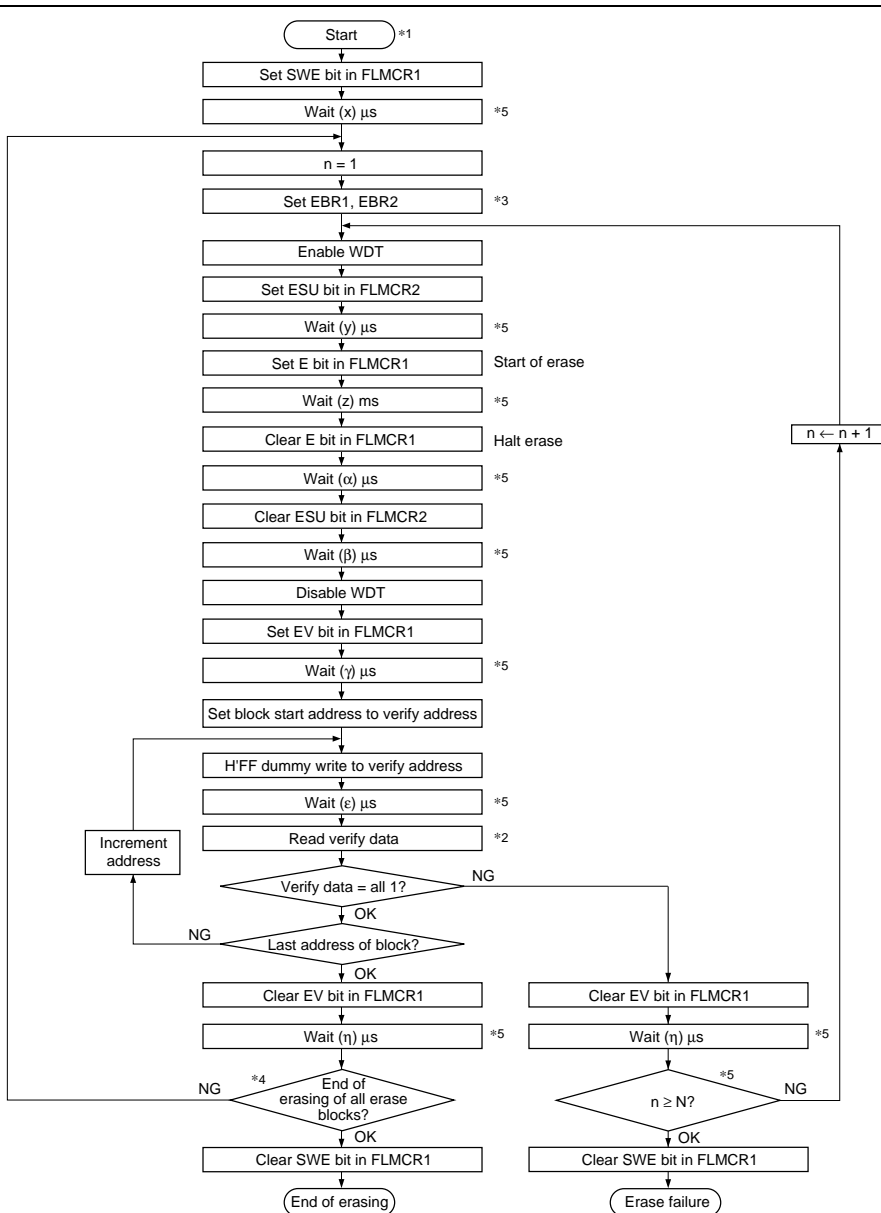 Start *1
Set SWE bit in FLMCR1
Wait (x) μs *5
n = 1
Set EBR1, EBR2 *3
Enable WDT
Set ESU bit in FLMCR2
Wait (y) μs *5
Set E bit in FLMCR1 Start of erase
Wait (z) ms *5
n ← n + 1
Clear E bit in FLMCR1 Halt erase
Wait (α) μs *5
Clear ESU bit in FLMCR2
Wait (β) μs *5
Disable WDT
Set EV bit in FLMCR1
Wait (γ) μs *5
Set block start address to verify address
H'FF dummy write to verify address
Wait (ε) μs *5
Increment
address
Read verify data *2
Verify data = all 1? NG
OK
NG Last address of block?
OK
Clear EV bit in FLMCR1 Clear EV bit in FLMCR1
Wait (η) μs *5 Wait (η) μs *5
NG *4 End of
erasing of all erase
blocks?
*5
n ≥ N? NG
OK OK
Clear SWE bit in FLMCR1 Clear SWE bit in FLMCR1
End of erasing Erase failure